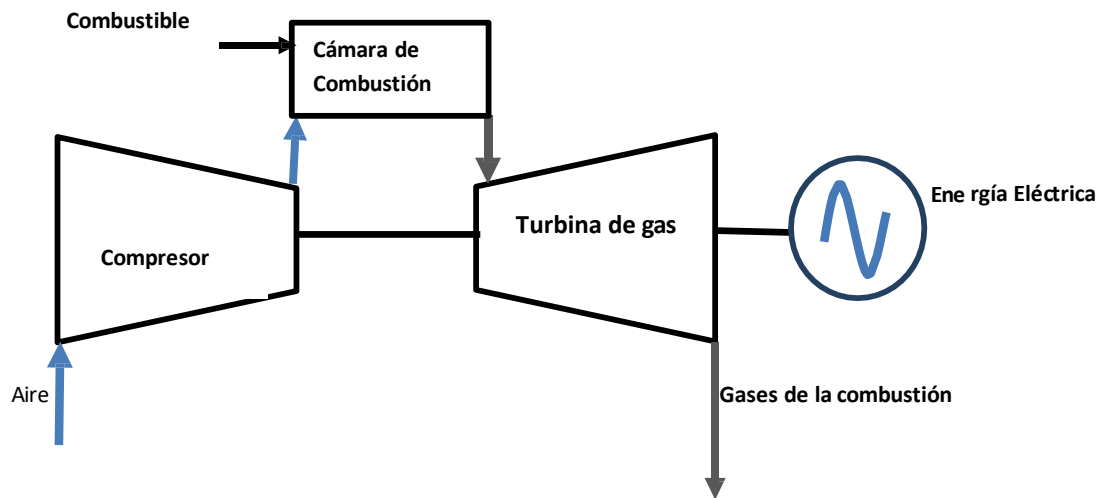 Combustible
Cámara de
Combustión
Turbina de gas
Ene rgía Eléctrica
Compresor
Aire
Gases de la combustión